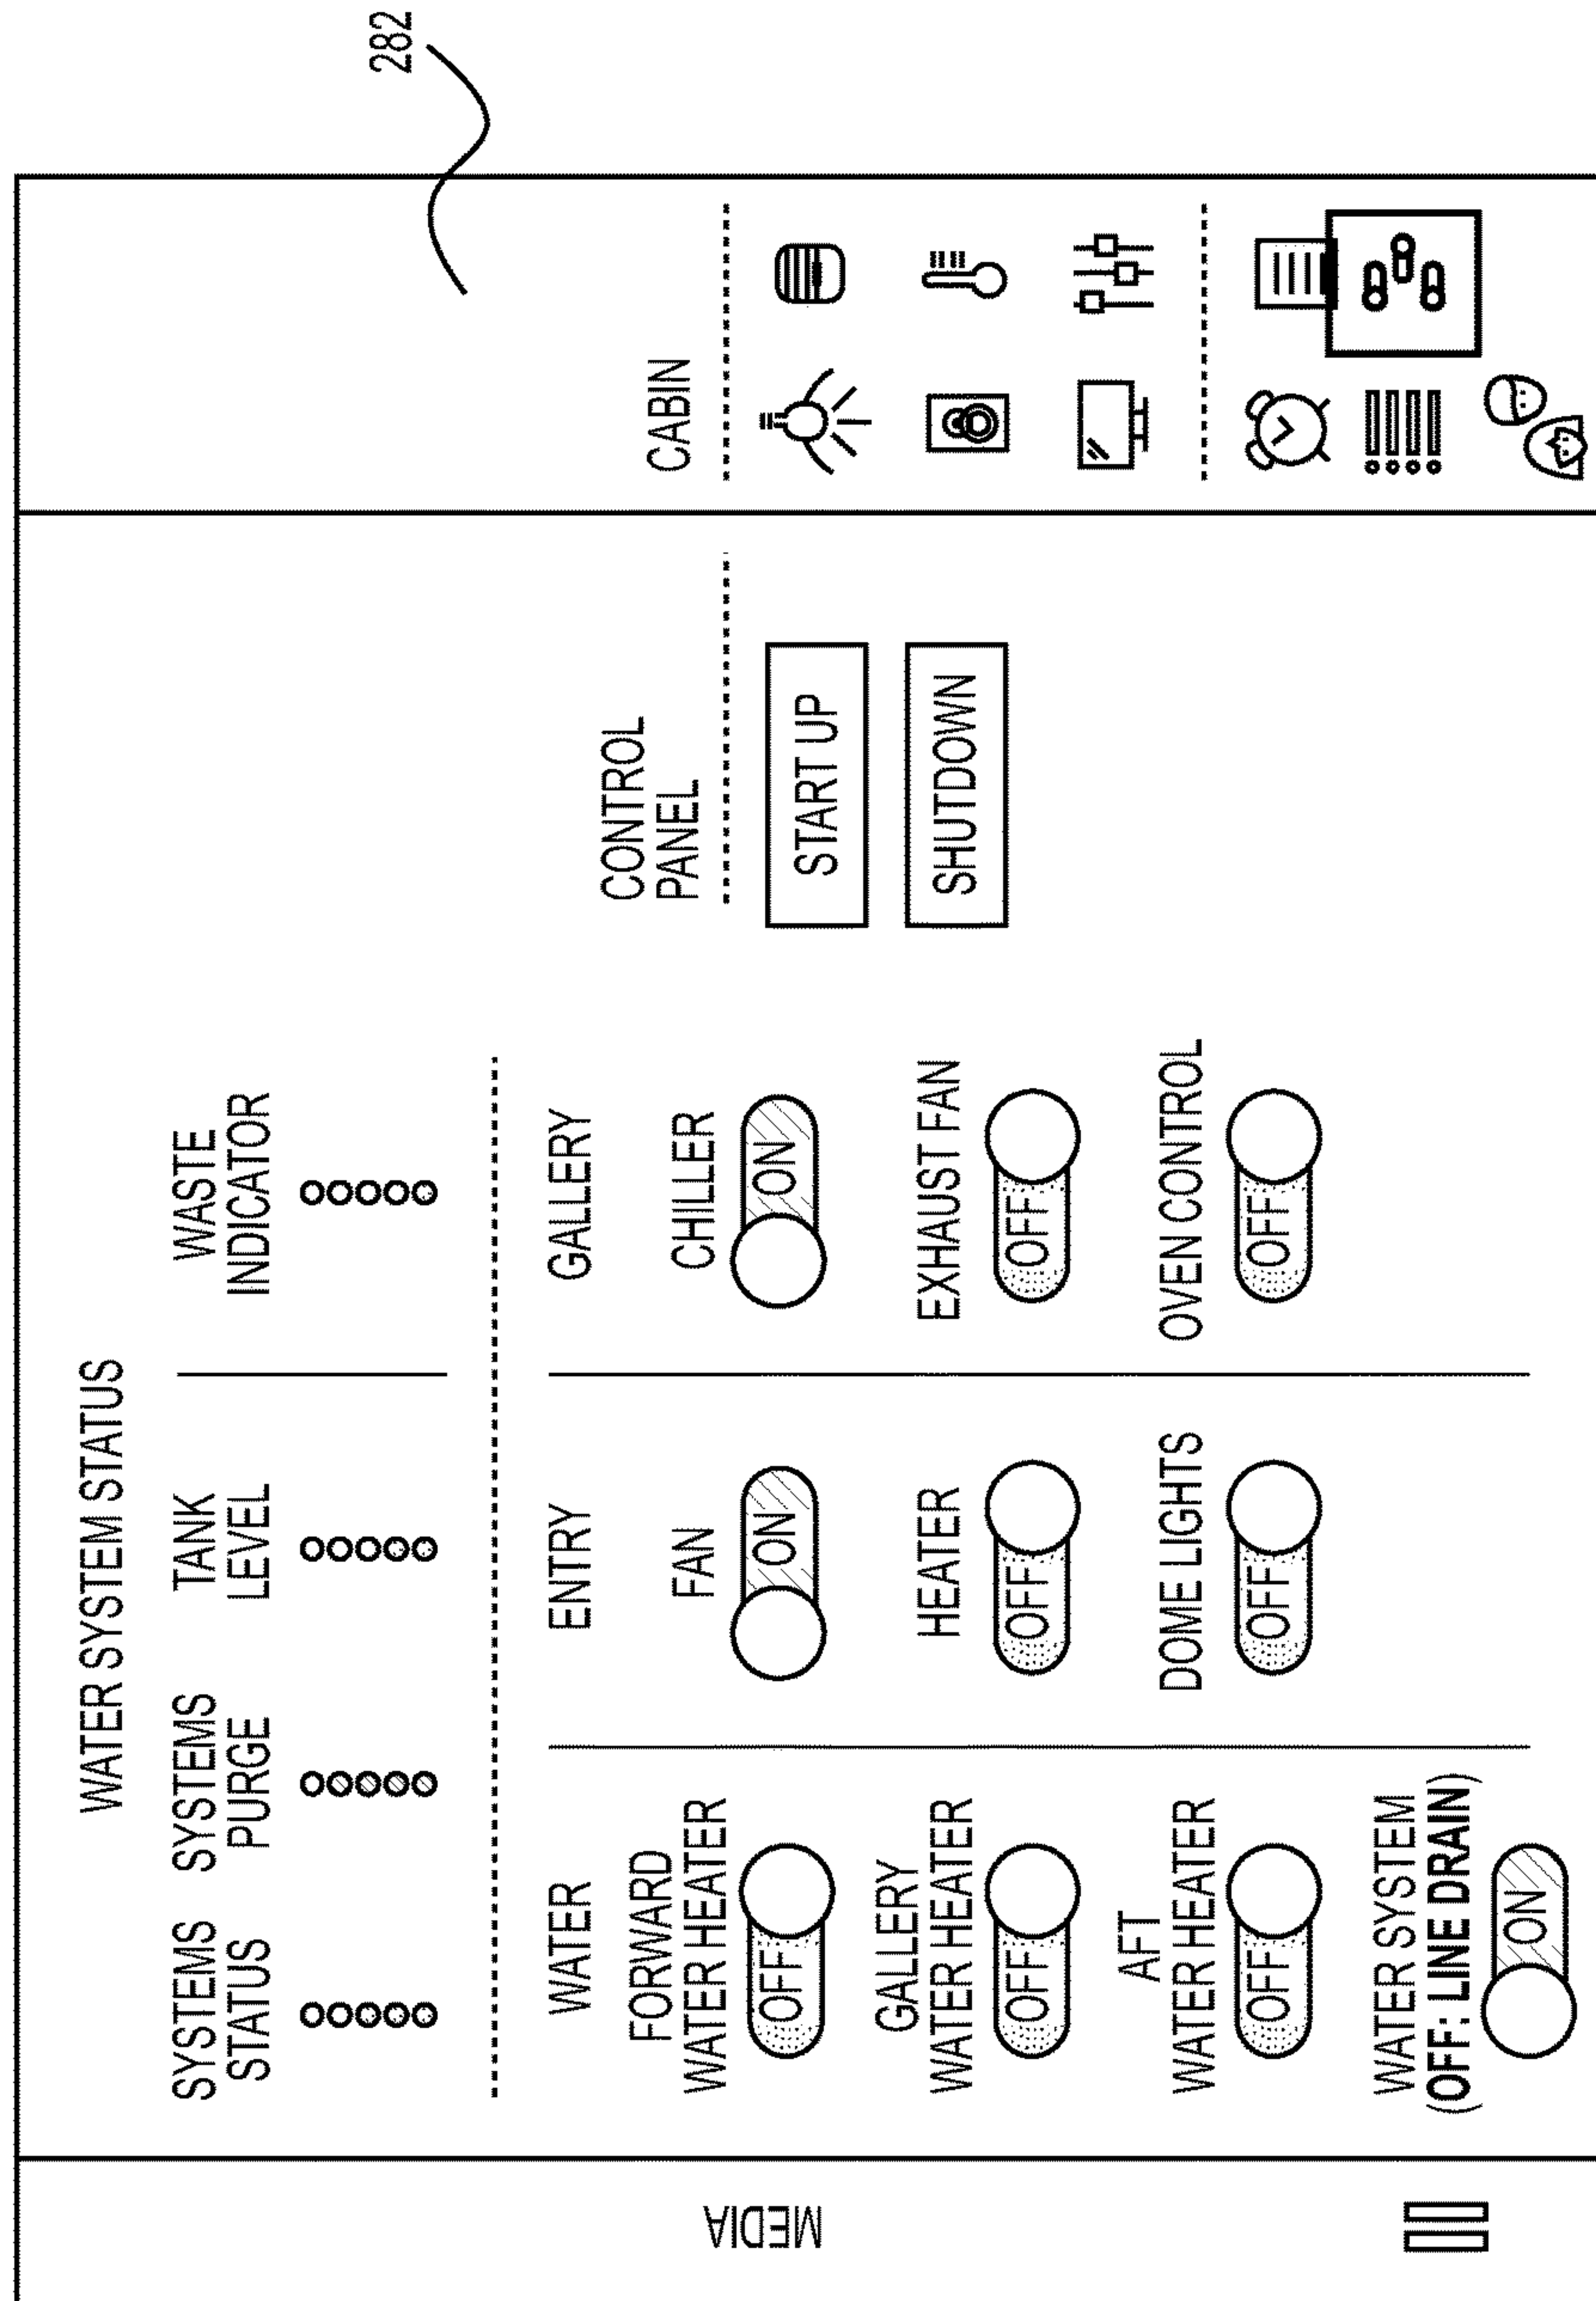 282
WATER SYSTEM STATUS
SYSTEMS
STATUS
SYSTEMS
PURGE
TANK
LEVEL
WASTE
INDICATOR
WATER
FORWARD
WATER HEATER
OFF
GALLERY
WATER HEATER
OFF
AFT
WATER HEATER
OFF
WATER SYSTEM
(OFF: LINE DRAIN)
ON
ENTRY
FAN
ON
HEATER
OFF
DOME LIGHTS
OFF
GALLERY
CHILLER
ON
EXHAUST FAN
OFF
OVEN CONTROL
OFF
CONTROL
PANEL
START UP
SHUTDOWN
CABIN
MEDIA